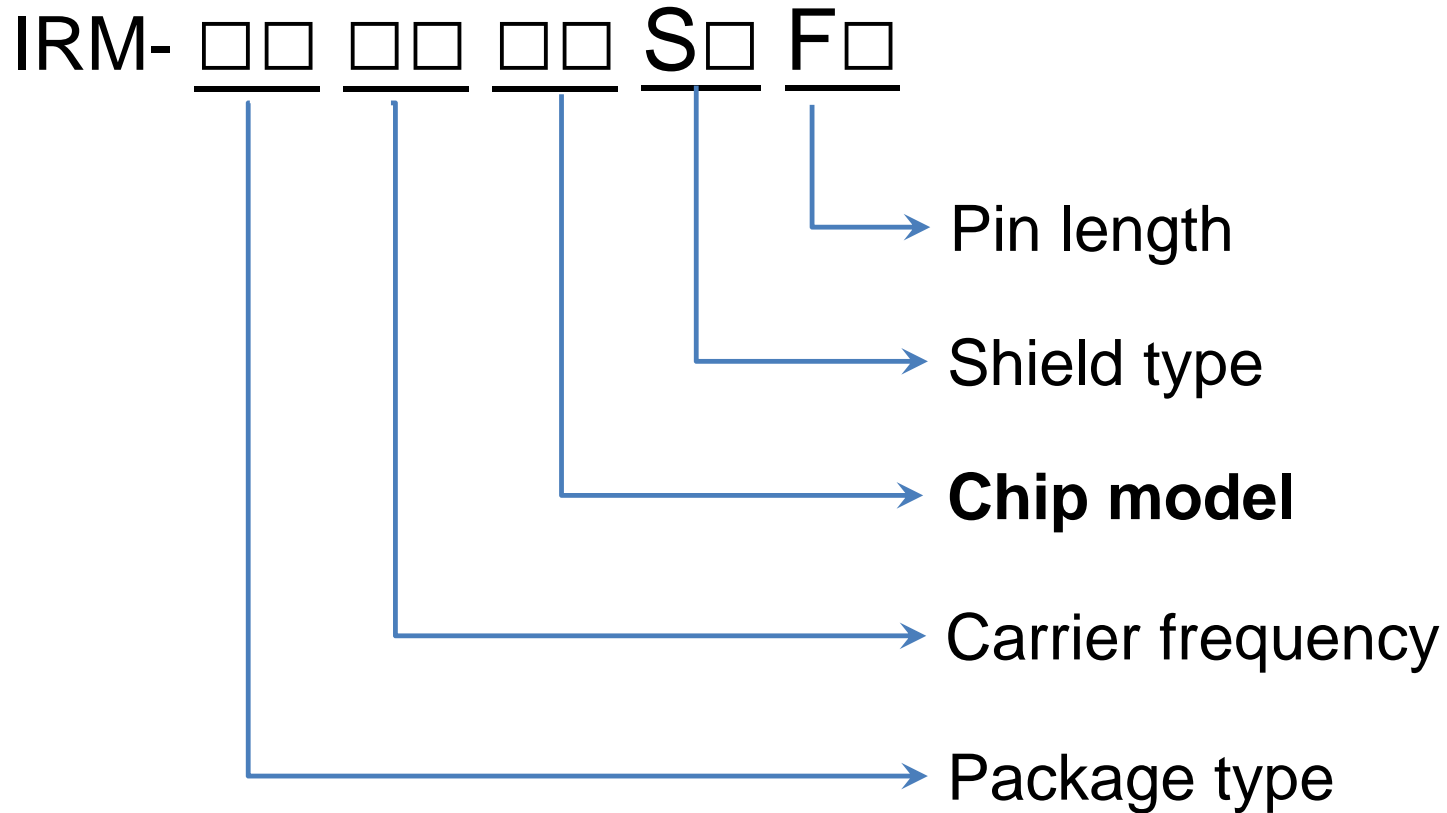 IRM- □□ □□ □□ S□ F□
Pin length
Shield type
Chip model
Carrier frequency
Package type